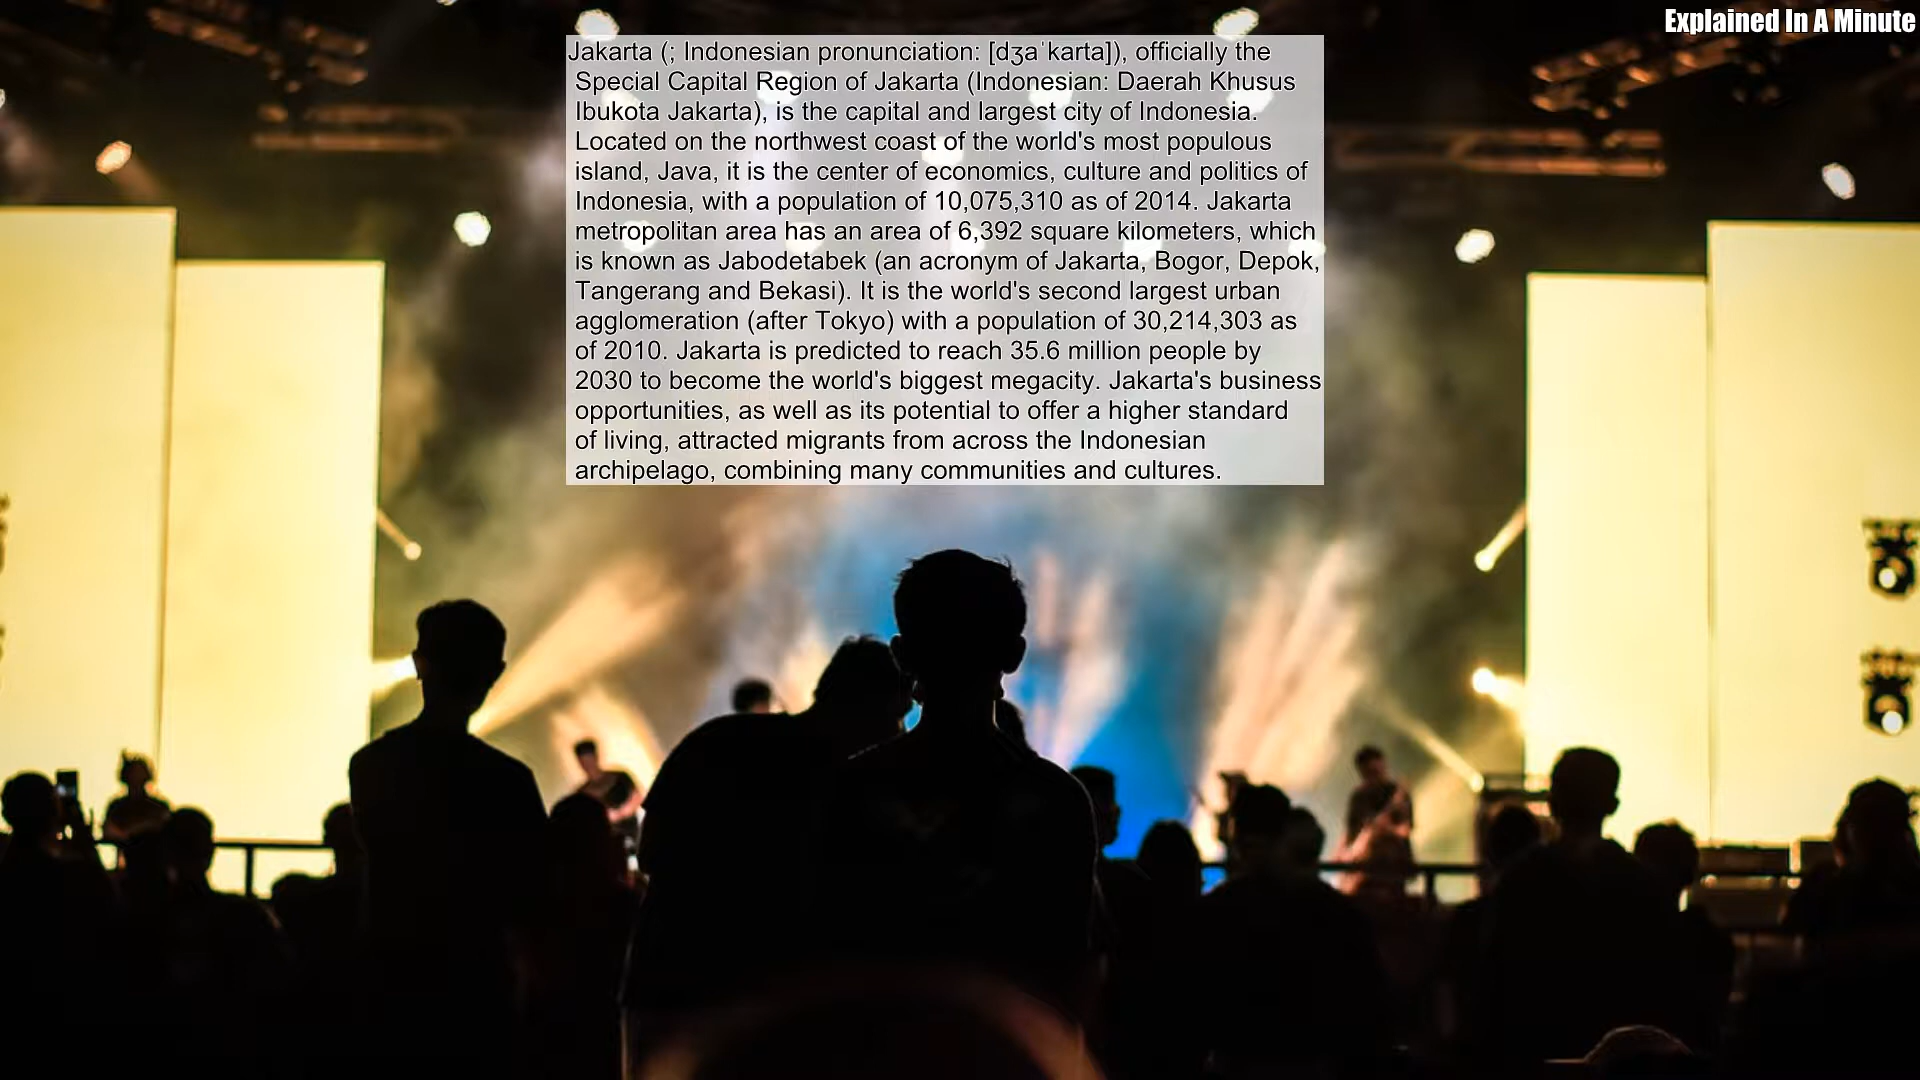 Explained In A Minute
Jakarta (; Indonesian pronunciation: [dʒaˈkarta]), officially the
Special Capital Region of Jakarta (Indonesian: Daerah Khusus
Ibukota Jakarta), is the capital and largest city of Indonesia.
Located on the northwest coast of the world's most populous
island, Java, it is the center of economics, culture and politics of
Indonesia, with a population of 10,075,310 as of 2014. Jakarta
metropolitan area has an area of 6,392 square kilometers, which
is known as Jabodetabek (an acronym of Jakarta, Bogor, Depok,
Tangerang and Bekasi). It is the world's second largest urban
agglomeration (after Tokyo) with a population of 30,214,303 as
of 2010. Jakarta is predicted to reach 35.6 million people by
2030 to become the world's biggest megacity. Jakarta's business
opportunities, as well as its potential to offer a higher standard
of living, attracted migrants from across the Indonesian
archipelago, combining many communities and cultures.